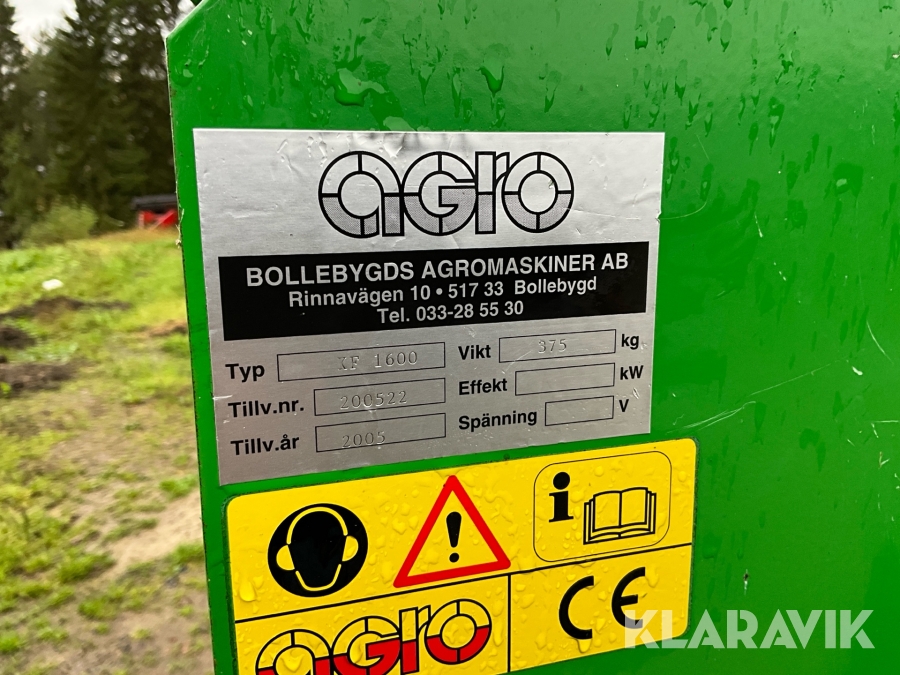 agro
BOLLEBYGDS AGROMASKINER AB
Rinnavägen 10 • 517 33 Bollebygd
Tel. 033-28 55 30
Typ XF 1600
Vikt 375 kg
Tillv.nr. 200522
Effekt kW
Tillv.år 2005
Spänning V
i
CE
agro
KLARAVIK